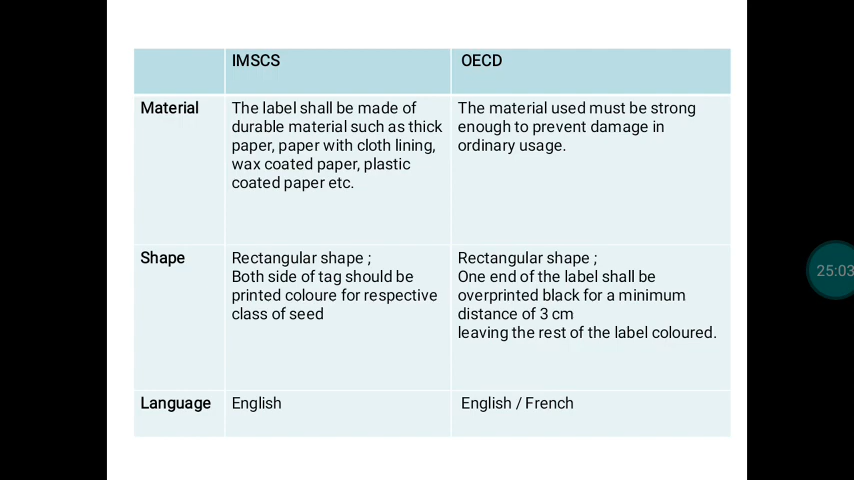 IMSCS
OECD
Material
The label shall be made of
durable material such as thick
paper, paper with cloth lining,
wax coated paper, plastic
coated paper etc.
The material used must be strong
enough to prevent damage in
ordinary usage.
Shape
Rectangular shape ;
Both side of tag should be
printed coloure for respective
class of seed
Rectangular shape ;
One end of the label shall be
overprinted black for a minimum
distance of 3 cm
leaving the rest of the label coloured.
Language
English
English / French
25:03